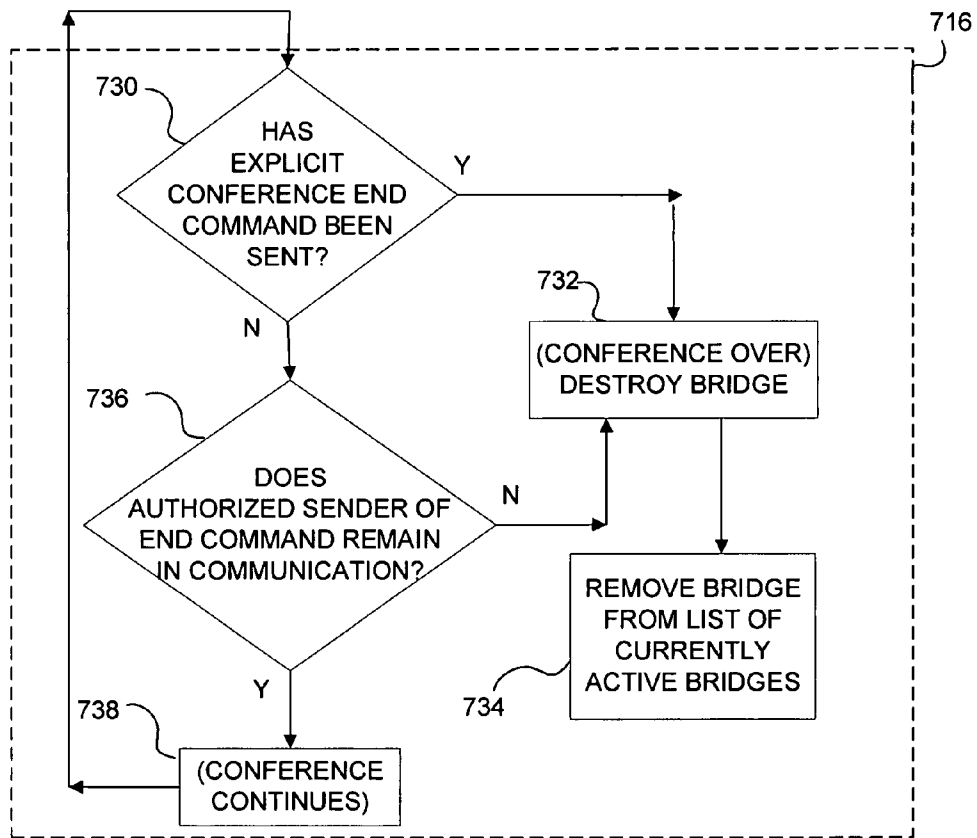 716
730
HAS
EXPLICIT
CONFERENCE END
COMMAND BEEN
SENT?
Y
N
732
(CONFERENCE OVER)
DESTROY BRIDGE
736
DOES
AUTHORIZED SENDER OF
END COMMAND REMAIN
IN COMMUNICATION?
N
Y
REMOVE BRIDGE
FROM LIST OF
CURRENTLY
ACTIVE BRIDGES
734
738
(CONFERENCE
CONTINUES)